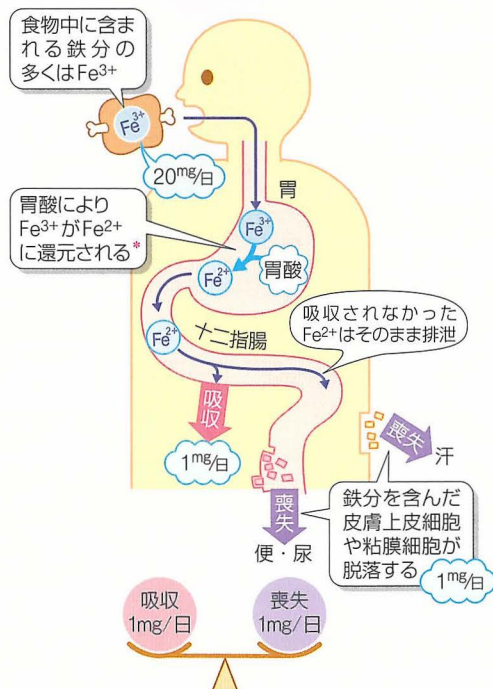 食物中に含ま
れる鉄分の
多くはFe³⁺
Fe³⁺
20mg/日
胃
胃酸により
Fe³⁺がFe²⁺
に還元される*
Fe³⁺
胃酸
Fe²⁺
Fe²⁺
十二指腸
吸収されなかった
Fe²⁺はそのまま排泄
吸収
1mg/日
喪失
汗
喪失
便・尿
鉄分を含んだ
皮膚上皮細胞
や粘膜細胞が
脱落する
1mg/日
吸収
1mg/日
喪失
1mg/日